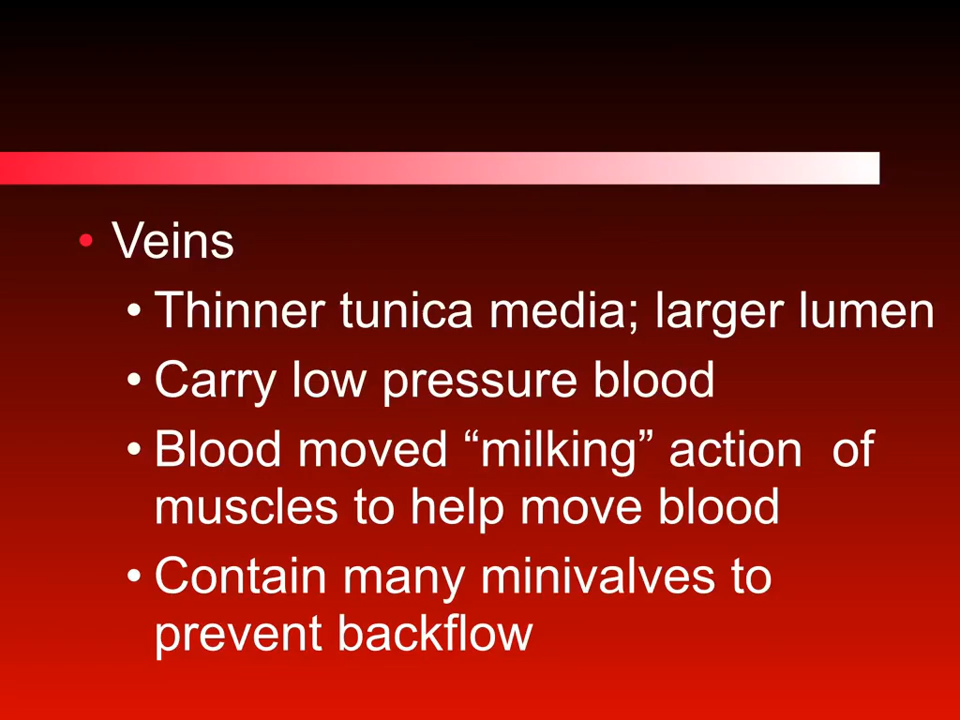 • Veins
• Thinner tunica media; larger lumen
• Carry low pressure blood
• Blood moved “milking” action  of
muscles to help move blood
• Contain many minivalves to
prevent backflow